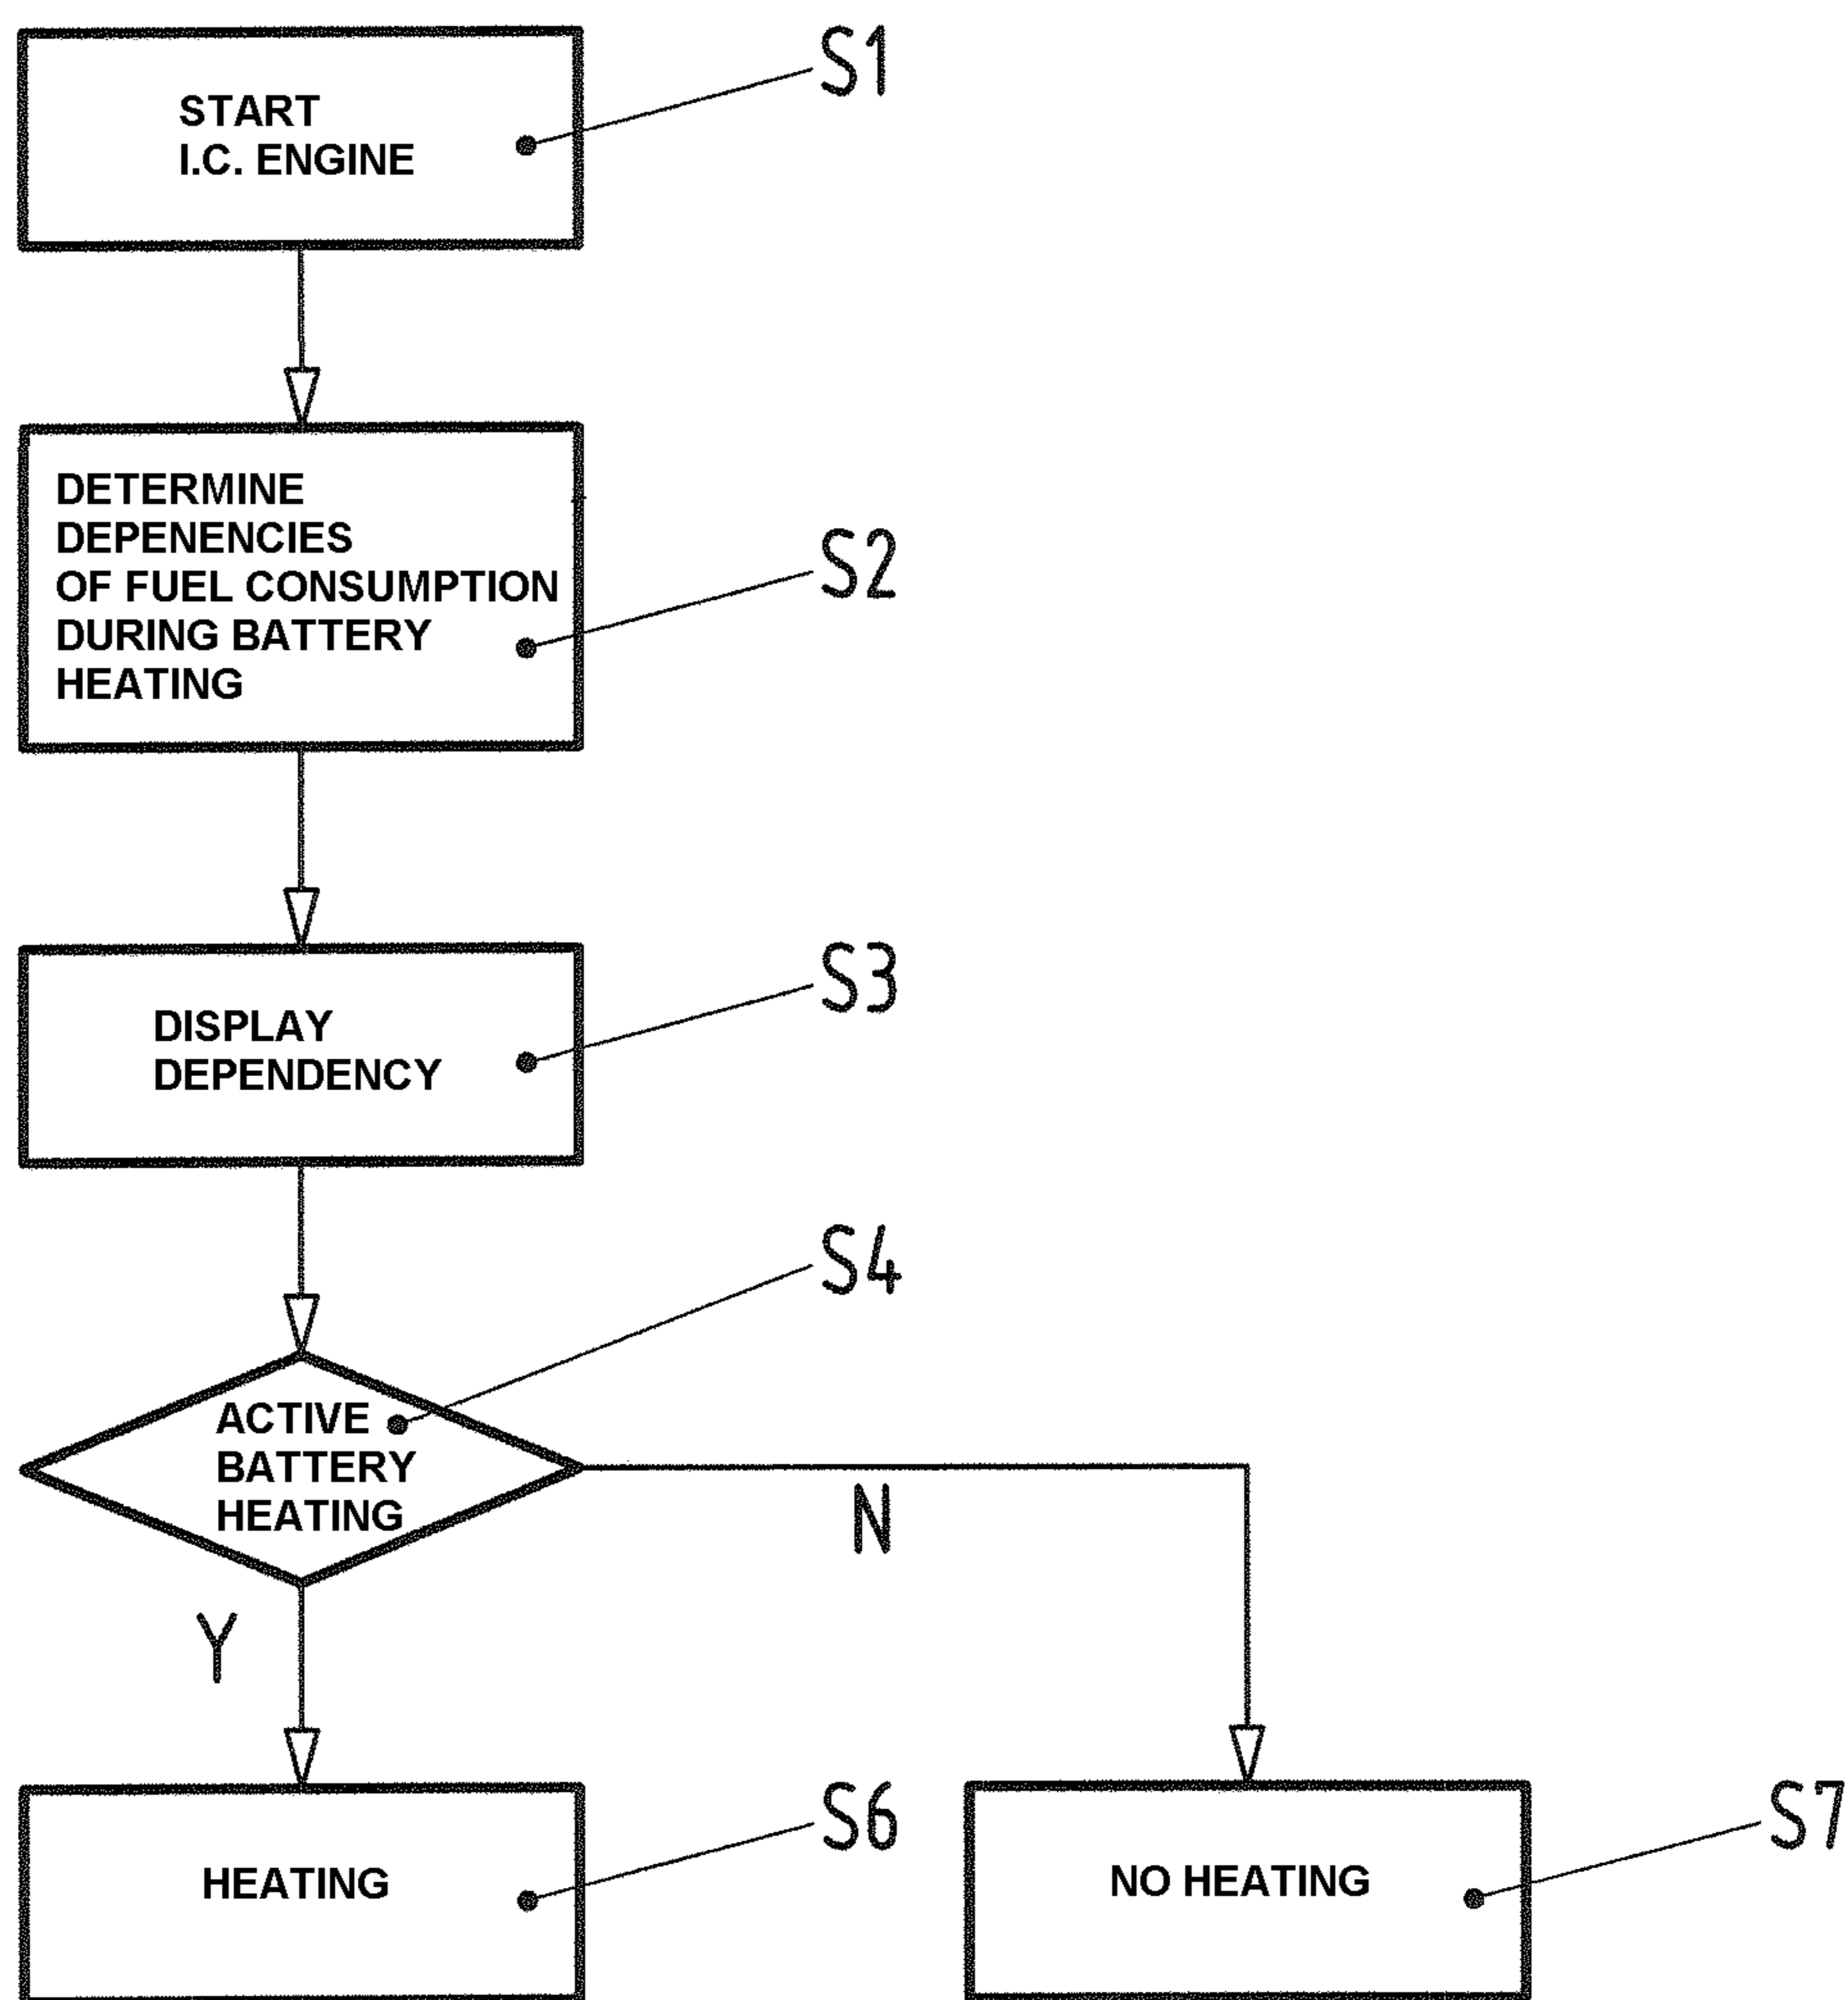 START
I.C. ENGINE
S1
DETERMINE
DEPENENCIES
OF FUEL CONSUMPTION
DURING BATTERY
HEATING
S2
DISPLAY
DEPENDENCY
S3
S4
ACTIVE
BATTERY
HEATING
N
Y
HEATING
S6
NO HEATING
S7